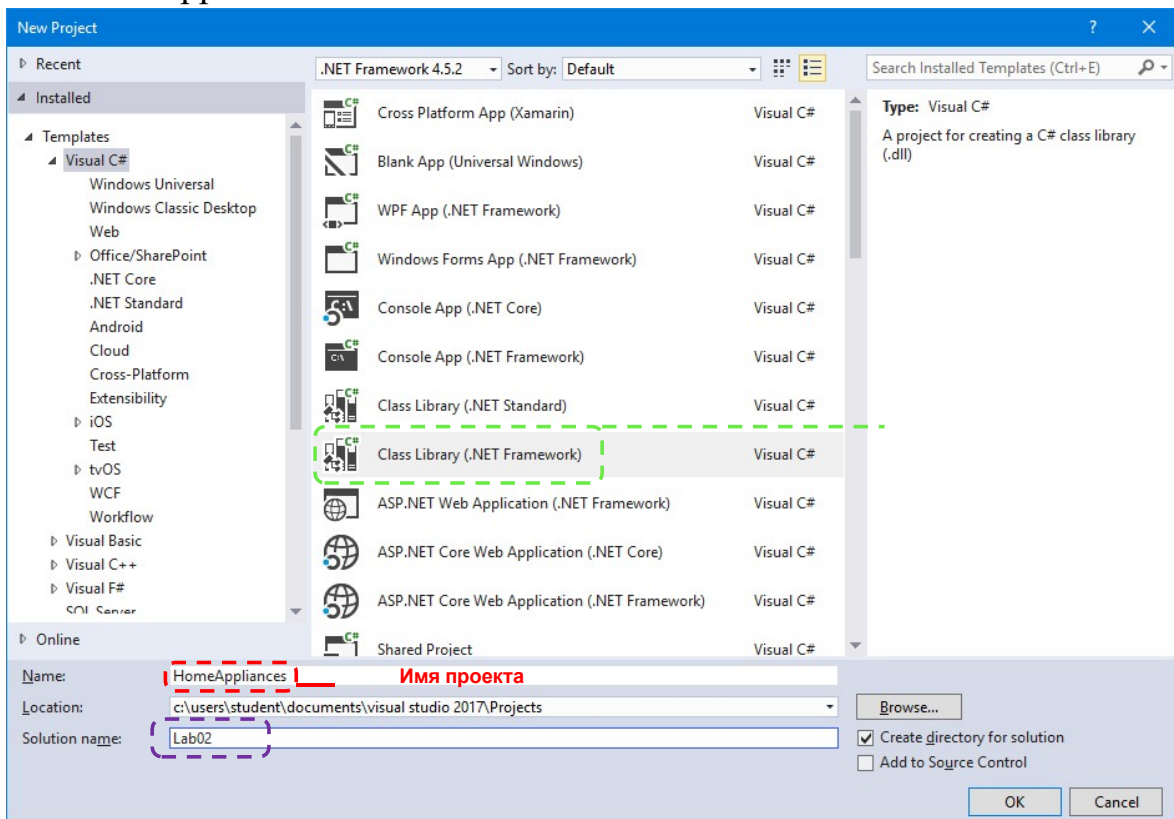 New Project
?
Recent
.NET Framework 4.5.2
Sort by: Default
Search Installed Templates (Ctrl+E)
Installed
Templates
Visual C#
Windows Universal
Windows Classic Desktop
Web
Office/SharePoint
.NET Core
.NET Standard
Android
Cloud
Cross-Platform
Extensibility
iOS
Test
tvOS
WCF
Workflow
Visual Basic
Visual C++
Visual F#
SQL Server
Online
Cross Platform App (Xamarin) Visual C#
Blank App (Universal Windows) Visual C#
WPF App (.NET Framework) Visual C#
Windows Forms App (.NET Framework) Visual C#
Console App (.NET Core) Visual C#
Console App (.NET Framework) Visual C#
Class Library (.NET Standard) Visual C#
Class Library (.NET Framework) Visual C#
ASP.NET Web Application (.NET Framework) Visual C#
ASP.NET Core Web Application (.NET Core) Visual C#
ASP.NET Core Web Application (.NET Framework) Visual C#
Shared Project Visual C#
Type: Visual C#
A project for creating a C# class library
(.dll)
Name: HomeAppliances Имя проекта
Location: c:\users\student\documents\visual studio 2017\Projects
Browse...
Solution name: Lab02
Create directory for solution
Add to Source Control
OK
Cancel